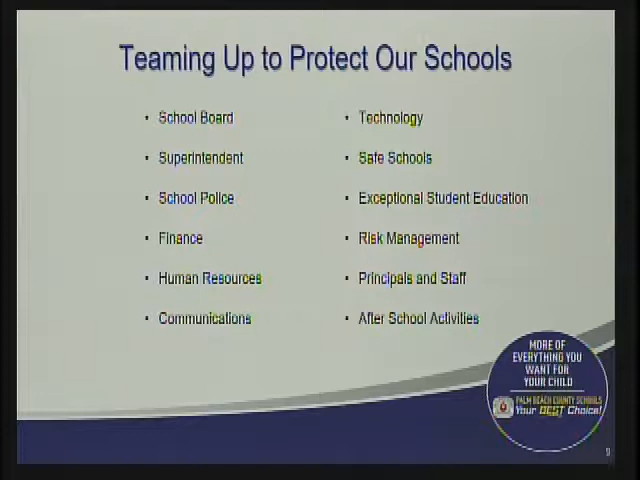 Teaming Up to Protect Our Schools
• School Board
• Superintendent
• School Police
• Finance
• Human Resources
• Communications
• Technology
• Safe Schools
• Exceptional Student Education
• Risk Management
• Principals and Staff
• After School Activities
MORE OF
EVERYTHING YOU
WANT FOR
YOUR CHILD
PALM BEACH COUNTY SCHOOLS
Your BEST Choice!
9